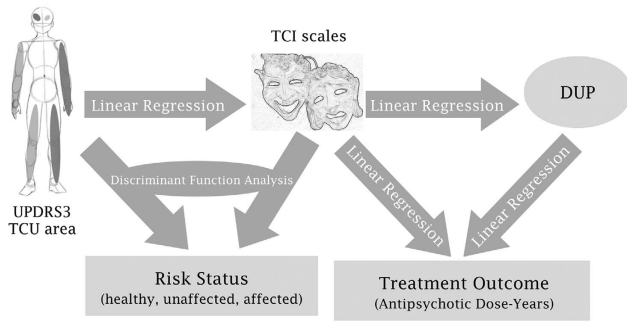 TCI scales
Linear Regression
Linear Regression
DUP
Discriminant Function Analysis
Linear Regression
Linear Regression
UPDRS3
TCU area
Risk Status
(healthy, unaffected, affected)
Treatment Outcome
(Antipsychotic Dose-Years)